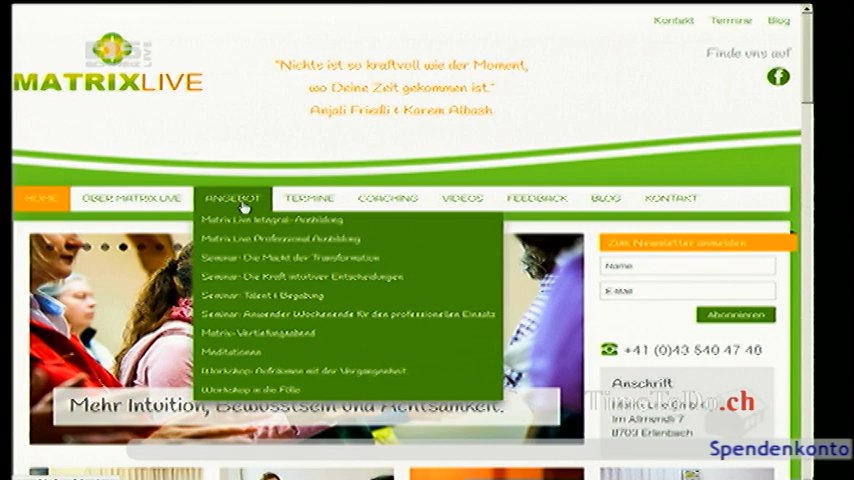 Kontakt Termine Blog
Finde uns auf
MATRIXLIVE
"Nichts ist so kraftvoll wie der Moment,
wo Deine Zeit gekommen ist."
Anjali Friedli & Karem Albash
HOME ÜBER MATRIX LIVE ANGEBOT TERMINE COACHING VIDEOS FEEDBACK BLOG KONTAKT
Matrix Live Integral-Ausbildung
Matrix Live Professional Ausbildung
Seminar: Die Macht der Transformation
Seminar: Die Kraft intuitiver Entscheidungen
Seminar: Talent & Begabung
Seminar: Anwender Wochenende für den professionellen Einsatz
Matrix-Vertiefungsabend
Meditationen
Workshop: Aufräumen mit der Vergangenheit
Workshop in die Fülle
Mehr Intuition, Bewusstsein und Achtsamkeit.
Zum Newsletter anmelden
Name
E-Mail
Abonnieren
+41 (0)43 540 47 48
Anschrift
Matrix Live GmbH
Im Allmendli 7
8703 Erlenbach
TimeToDo.ch
Spendenkonto